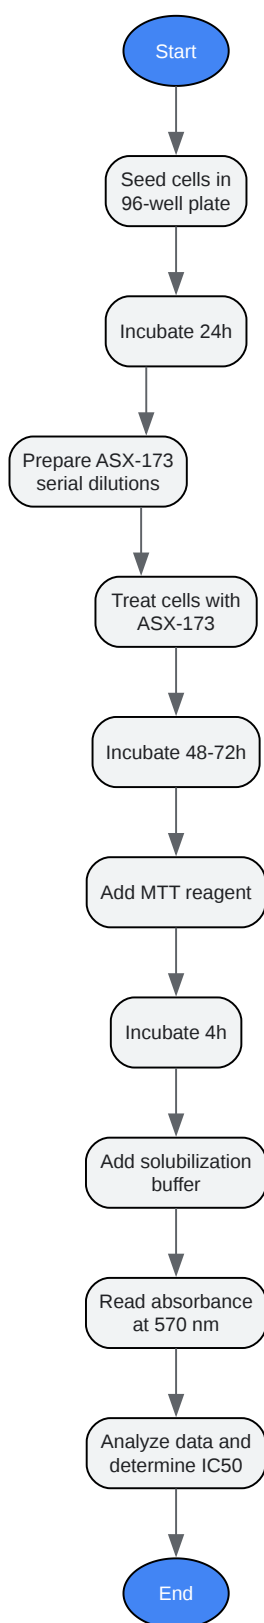 Start
Seed cells in
96-well plate
Incubate 24h
Prepare ASX-173
serial dilutions
Treat cells with
ASX-173
Incubate 48-72h
Add MTT reagent
Incubate 4h
Add solubilization
buffer
Read absorbance
at 570 nm
Analyze data and
determine IC50
End